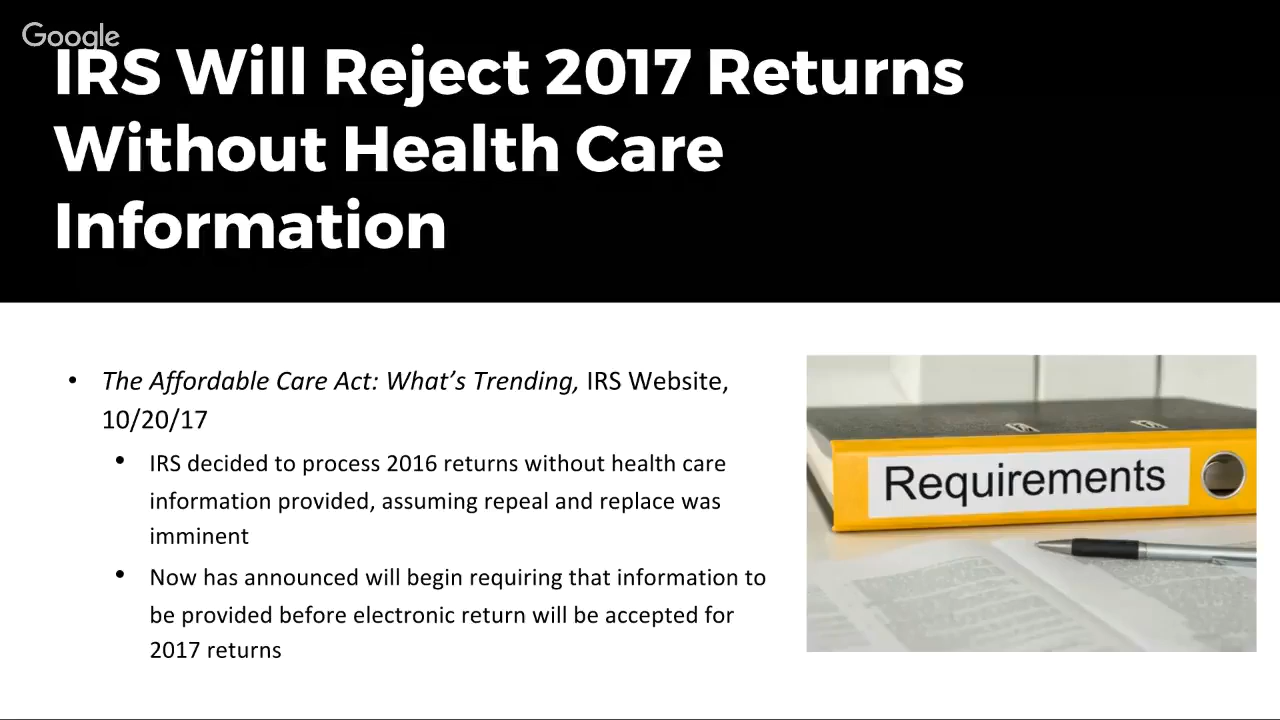 Google
IRS Will Reject 2017 Returns
Without Health Care
Information
• The Affordable Care Act: What's Trending, IRS Website,
10/20/17
• IRS decided to process 2016 returns without health care
information provided, assuming repeal and replace was
imminent
• Now has announced will begin requiring that information to
be provided before electronic return will be accepted for
2017 returns
Requirements